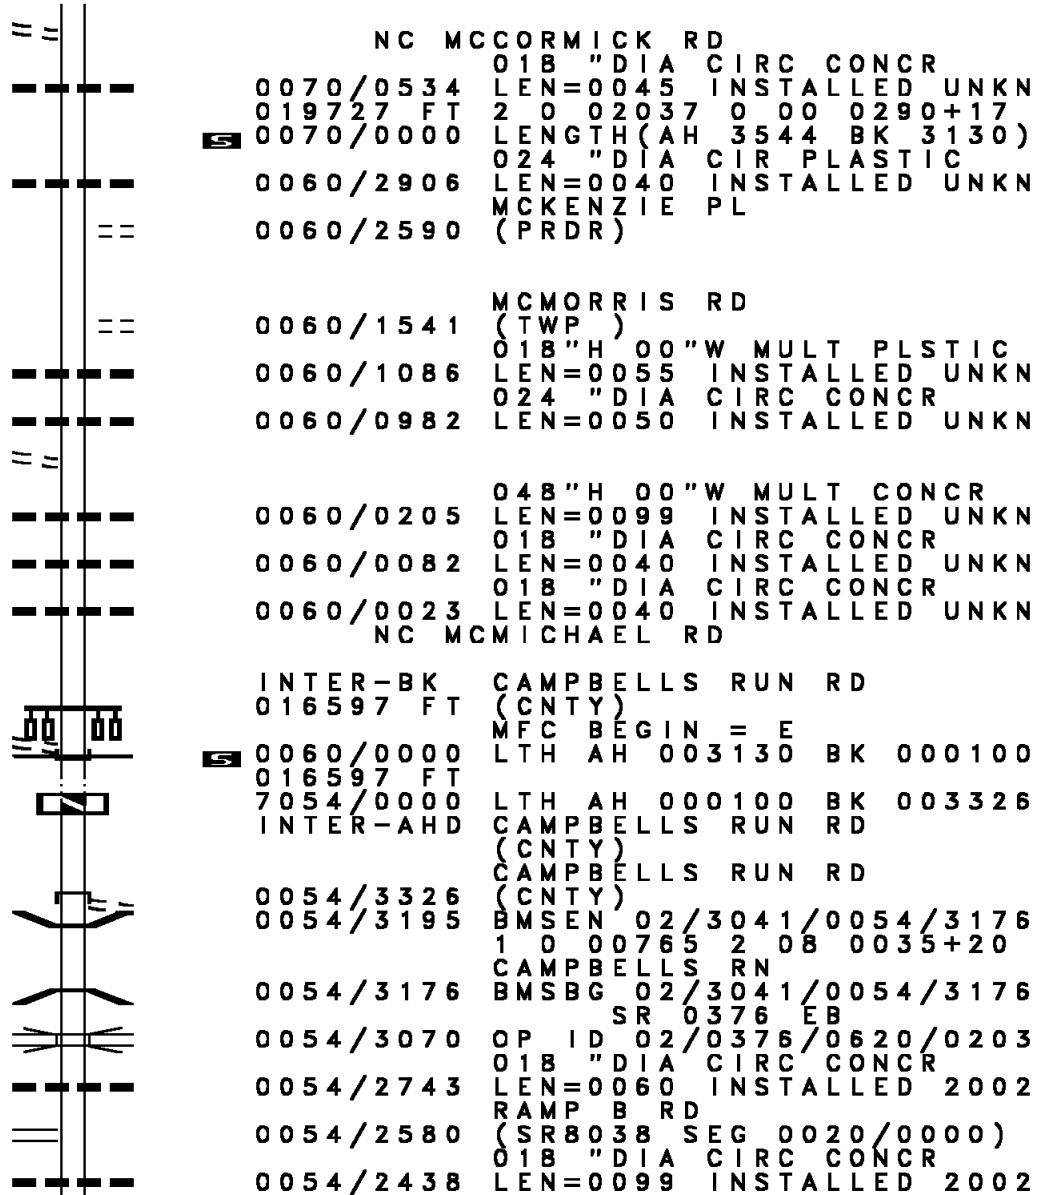 NC MCCORMICK RD
018 "DIA CIRC CONCR
0070/0534 LEN=0045 INSTALLED UNKN
019727 FT 2 0 02037 0 00 0290+17
S 0070/0000 LENGTH(AH 3544 BK 3130)
024 "DIA CIR PLASTIC
0060/2906 LEN=0040 INSTALLED UNKN
MCKENZIE PL
0060/2590 (PRDR)
MCMORRIS RD
0060/1541 (TWP )
018"H 00"W MULT PLSTIC
0060/1086 LEN=0055 INSTALLED UNKN
024 "DIA CIRC CONCR
0060/0982 LEN=0050 INSTALLED UNKN
048"H 00"W MULT CONCR
0060/0205 LEN=0099 INSTALLED UNKN
018 "DIA CIRC CONCR
0060/0082 LEN=0040 INSTALLED UNKN
018 "DIA CIRC CONCR
0060/0023 LEN=0040 INSTALLED UNKN
NC MCMICHAEL RD
INTER-BK CAMPBELLS RUN RD
016597 FT (CNTY)
MFC BEGIN = E
S 0060/0000 LTH AH 003130 BK 000100
016597 FT
7054/0000 LTH AH 000100 BK 003326
INTER-AHD CAMPBELLS RUN RD
(CNTY)
CAMPBELLS RUN RD
0054/3326 (CNTY)
0054/3195 BMSEN 02/3041/0054/3176
1 0 00765 2 08 0035+20
CAMPBELLS RN
0054/3176 BMSBG 02/3041/0054/3176
SR 0376 EB
0054/3070 OP ID 02/0376/0620/0203
018 "DIA CIRC CONCR
0054/2743 LEN=0060 INSTALLED 2002
RAMP B RD
0054/2580 (SR8038 SEG 0020/0000)
018 "DIA CIRC CONCR
0054/2438 LEN=0099 INSTALLED 2002